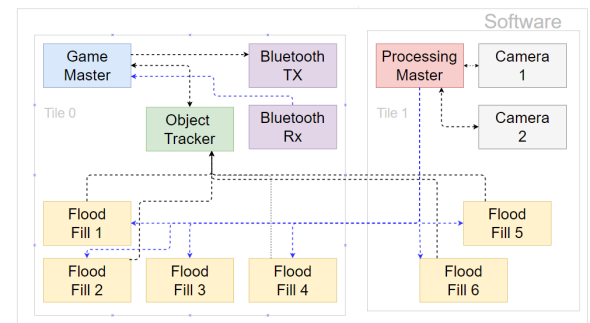 Software
Game
Master
Bluetooth
TX
Processing
Master
Camera
1
Tile 0
Object
Tracker
Bluetooth
Rx
Tile 1
Camera
2
Flood
Fill 1
Flood
Fill 5
Flood
Fill 2
Flood
Fill 3
Flood
Fill 4
Flood
Fill 6